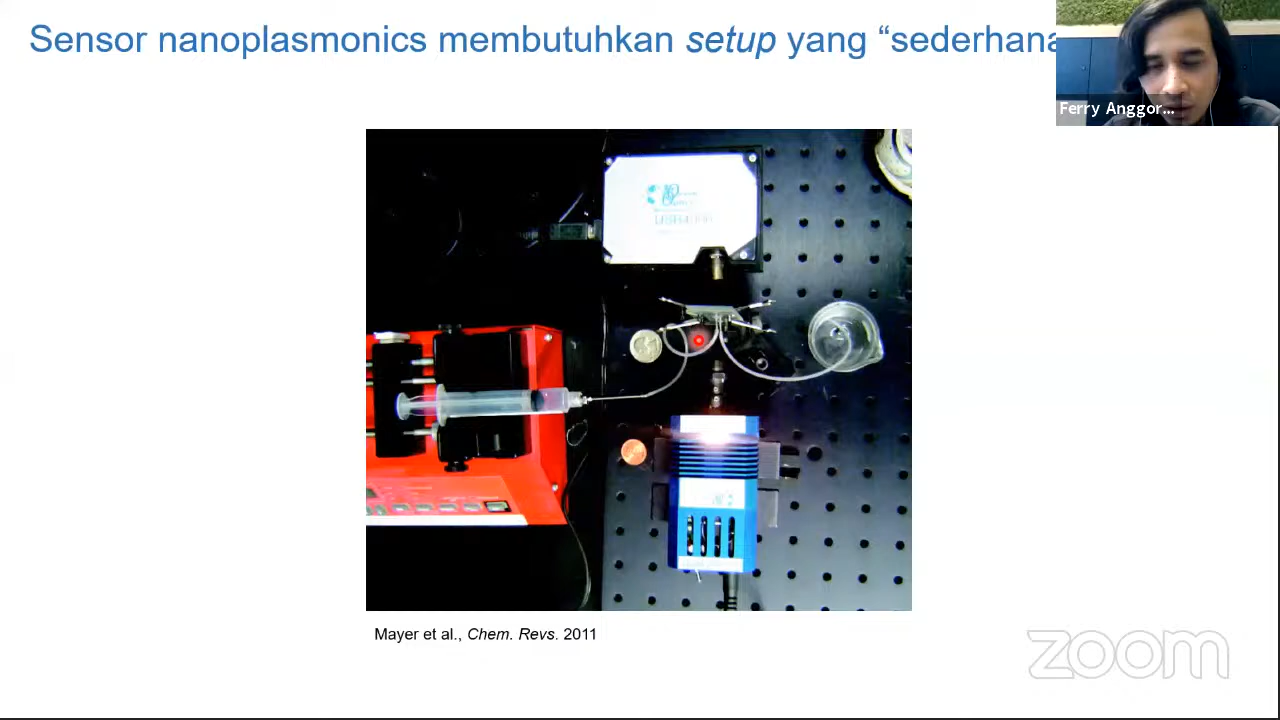 Sensor nanoplasmonics membutuhkan setup yang “sederhana
Ferry Anggor...
Mayer et al., Chem. Revs. 2011
zoom